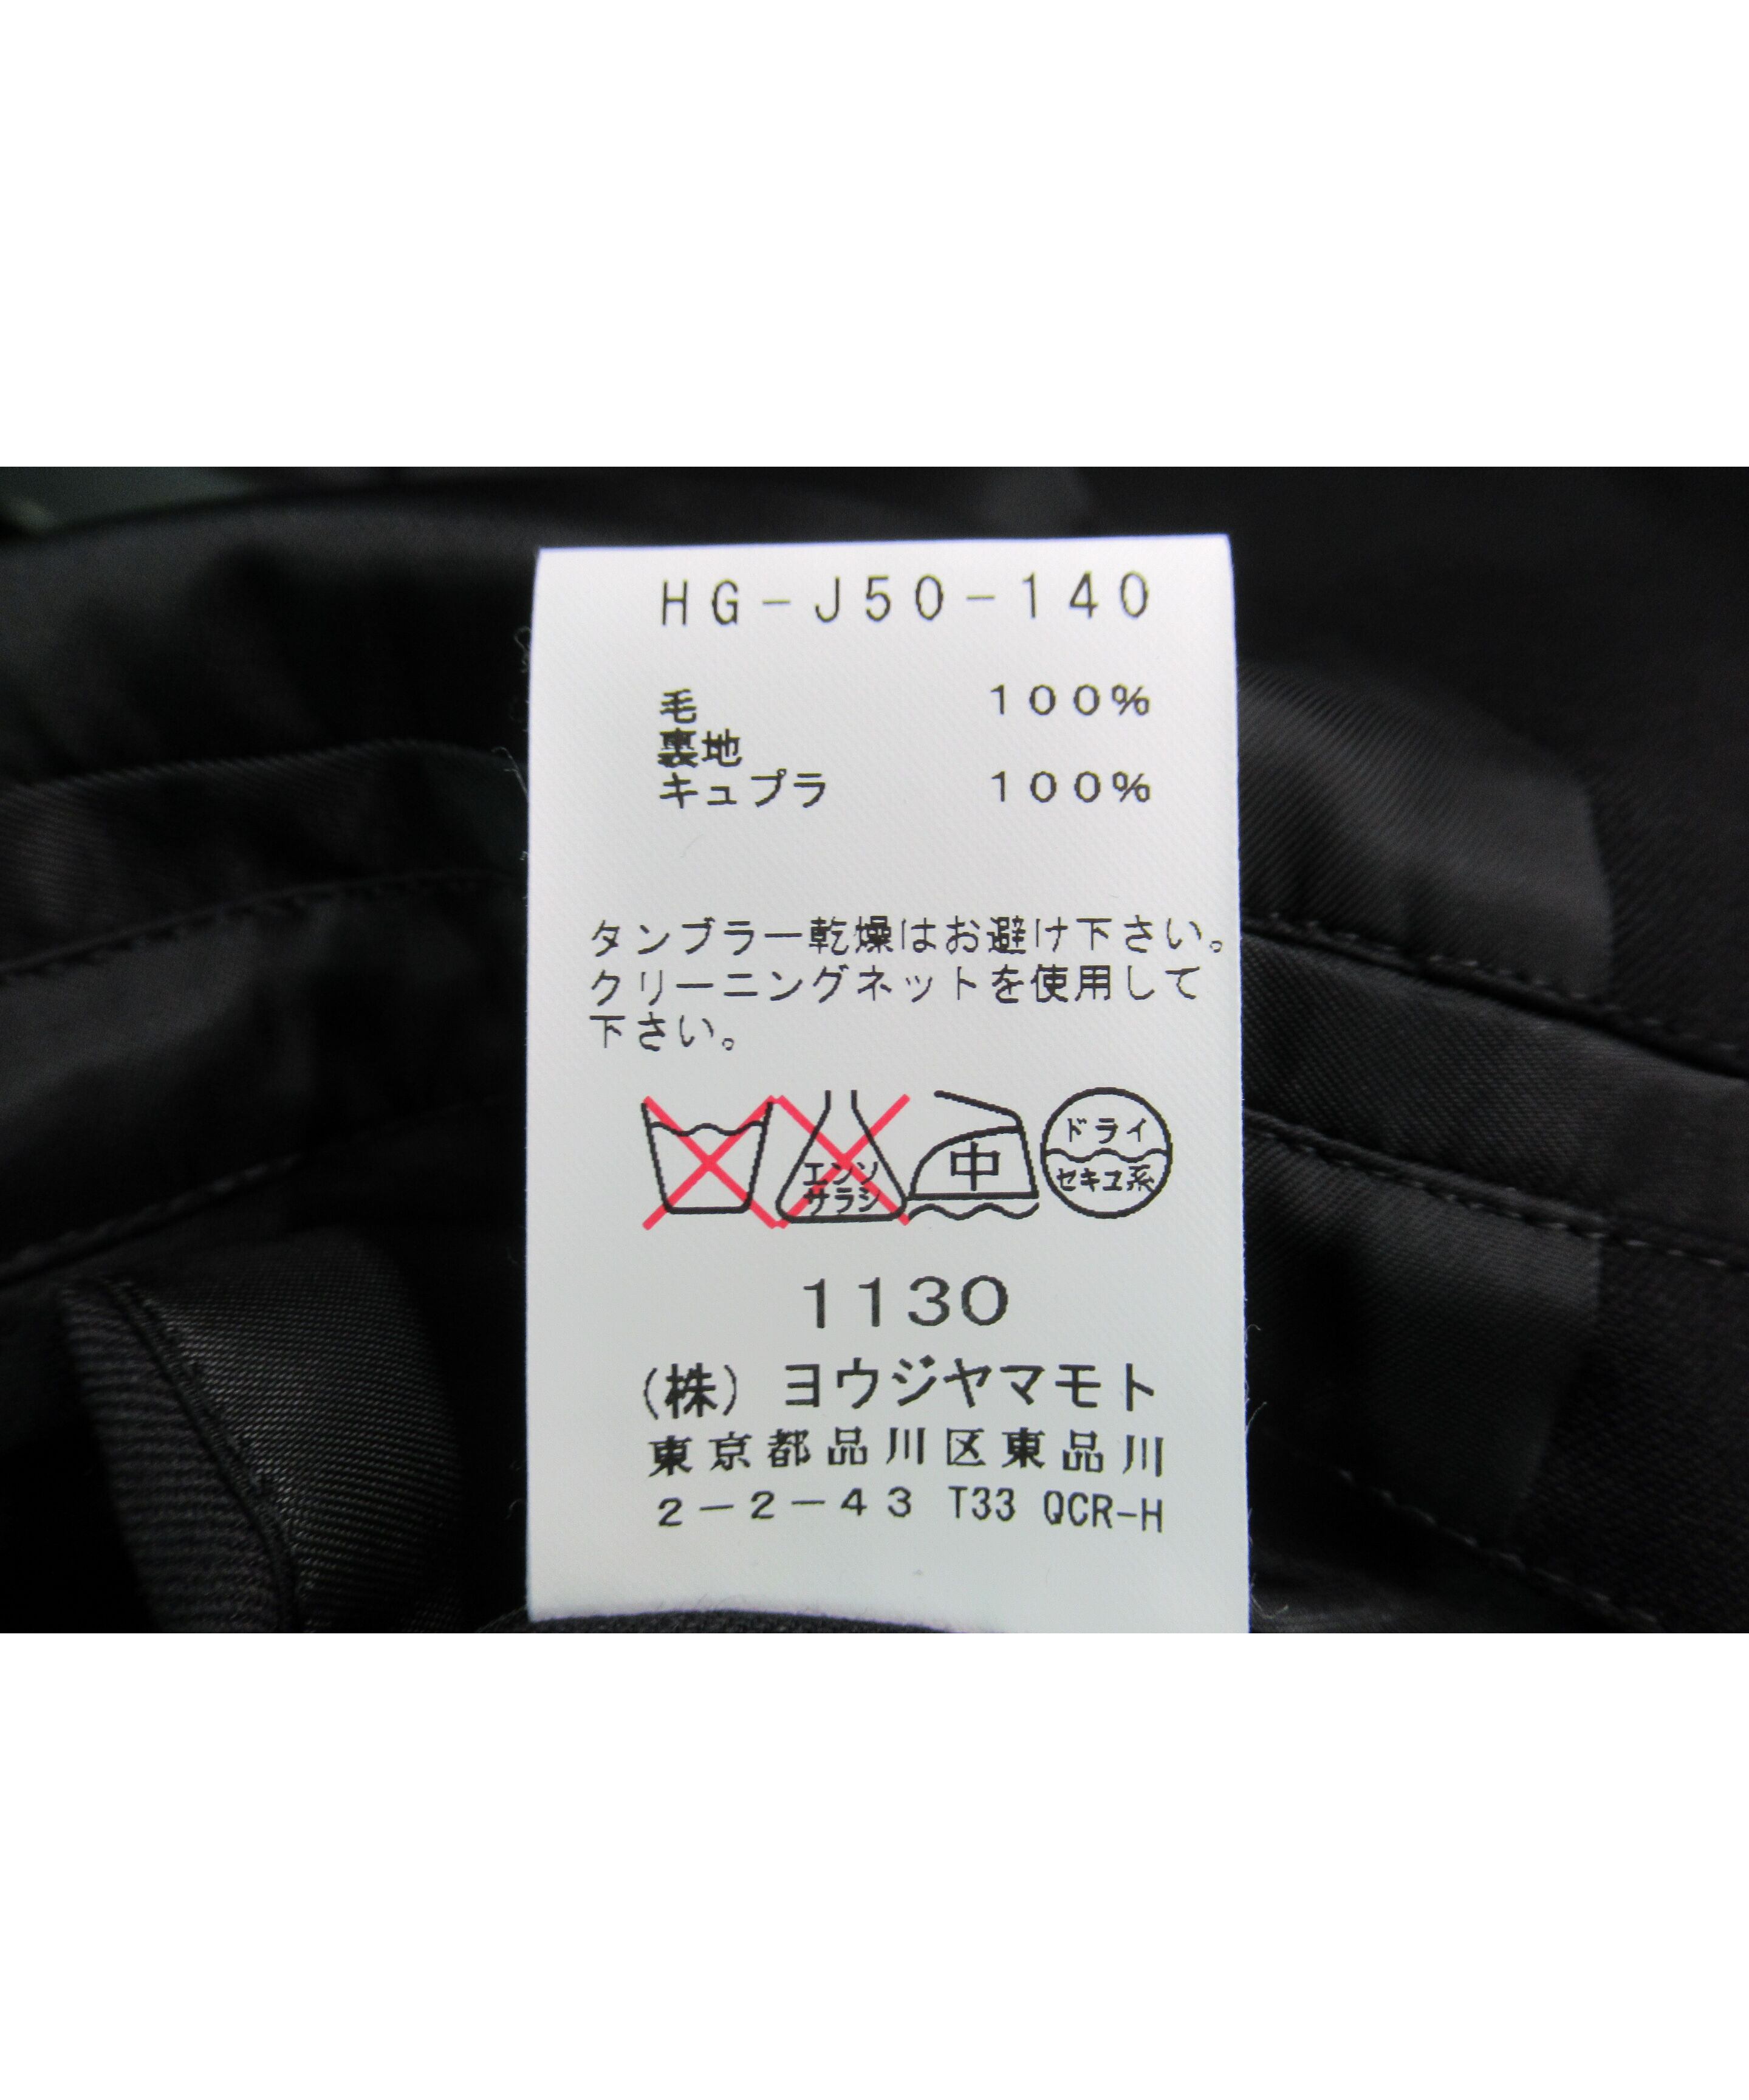 HG-J50-140
毛 100%
裏地
キュプラ 100%
タンブラー乾燥はお避け下さい。
クリーニングネットを使用して
下さい。
エンソ
サラシ
中
ドライ
セキユ系
1130
(株)ヨウジヤマモト
東京都品川区東品川
2-2-43 T33 QCR-H